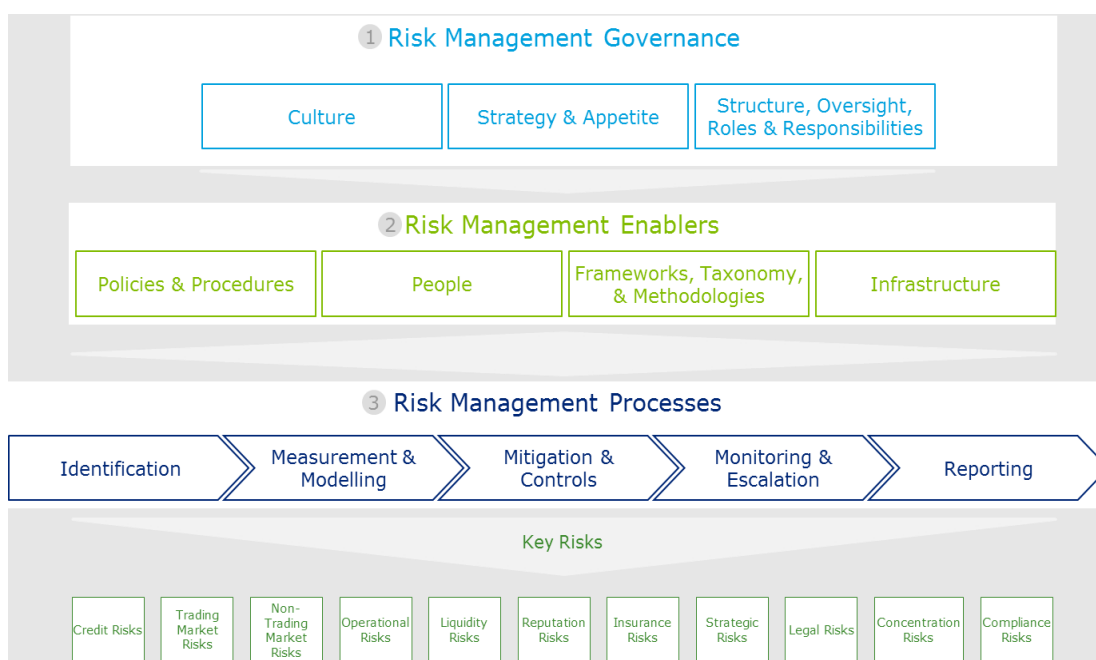 1 Risk Management Governance
Culture
Strategy & Appetite
Structure, Oversight,
Roles & Responsibilities
2 Risk Management Enablers
Policies & Procedures
People
Frameworks, Taxonomy,
& Methodologies
Infrastructure
3 Risk Management Processes
Identification
Measurement &
Modelling
Mitigation &
Controls
Monitoring &
Escalation
Reporting
Key Risks
Credit Risks
Trading
Market
Risks
Non-
Trading
Market
Risks
Operational
Risks
Liquidity
Risks
Reputation
Risks
Insurance
Risks
Strategic
Risks
Legal Risks
Concentration
Risks
Compliance
Risks